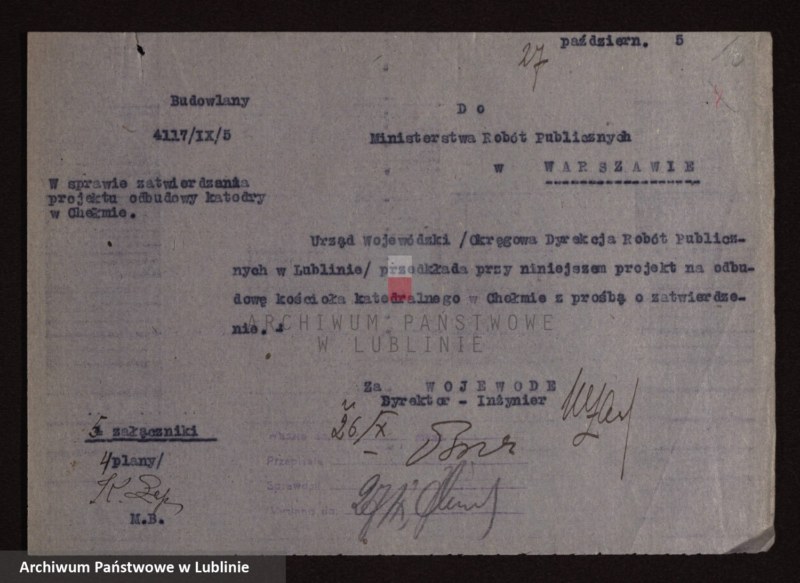 27 październ. 5
Budowlany
4117/IX/5
Do
Ministerstwa Robót Publicznych
w WARSZAWIE
W sprawie zatwierdzenia
projektu odbudowy katedry
w Chełmie.
Urząd Wojewódzki /Okręgowa Dyrekcja Robót Publicz-
nych w Lublinie/ przedkłada przy niniejszem projekt na odbu-
dowę kościoła katedralnego w Chełmie z prośbą o zatwierdze-
nie.-
ARCHIWUM PAŃSTWOWE
W LUBLINIE
Za WOJEWODĘ
Dyrektor - Inżynier
5 załączniki
26/X
4 plany/
27/X
M.B.
Archiwum Państwowe w Lublinie